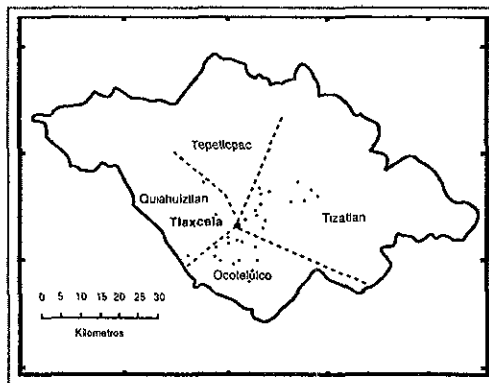 Tepeticpac
Quiahuiztlan
Tlaxcala
Tizatlan
Ocotelulco
0 5 10 15 20 25 30
Kilometros